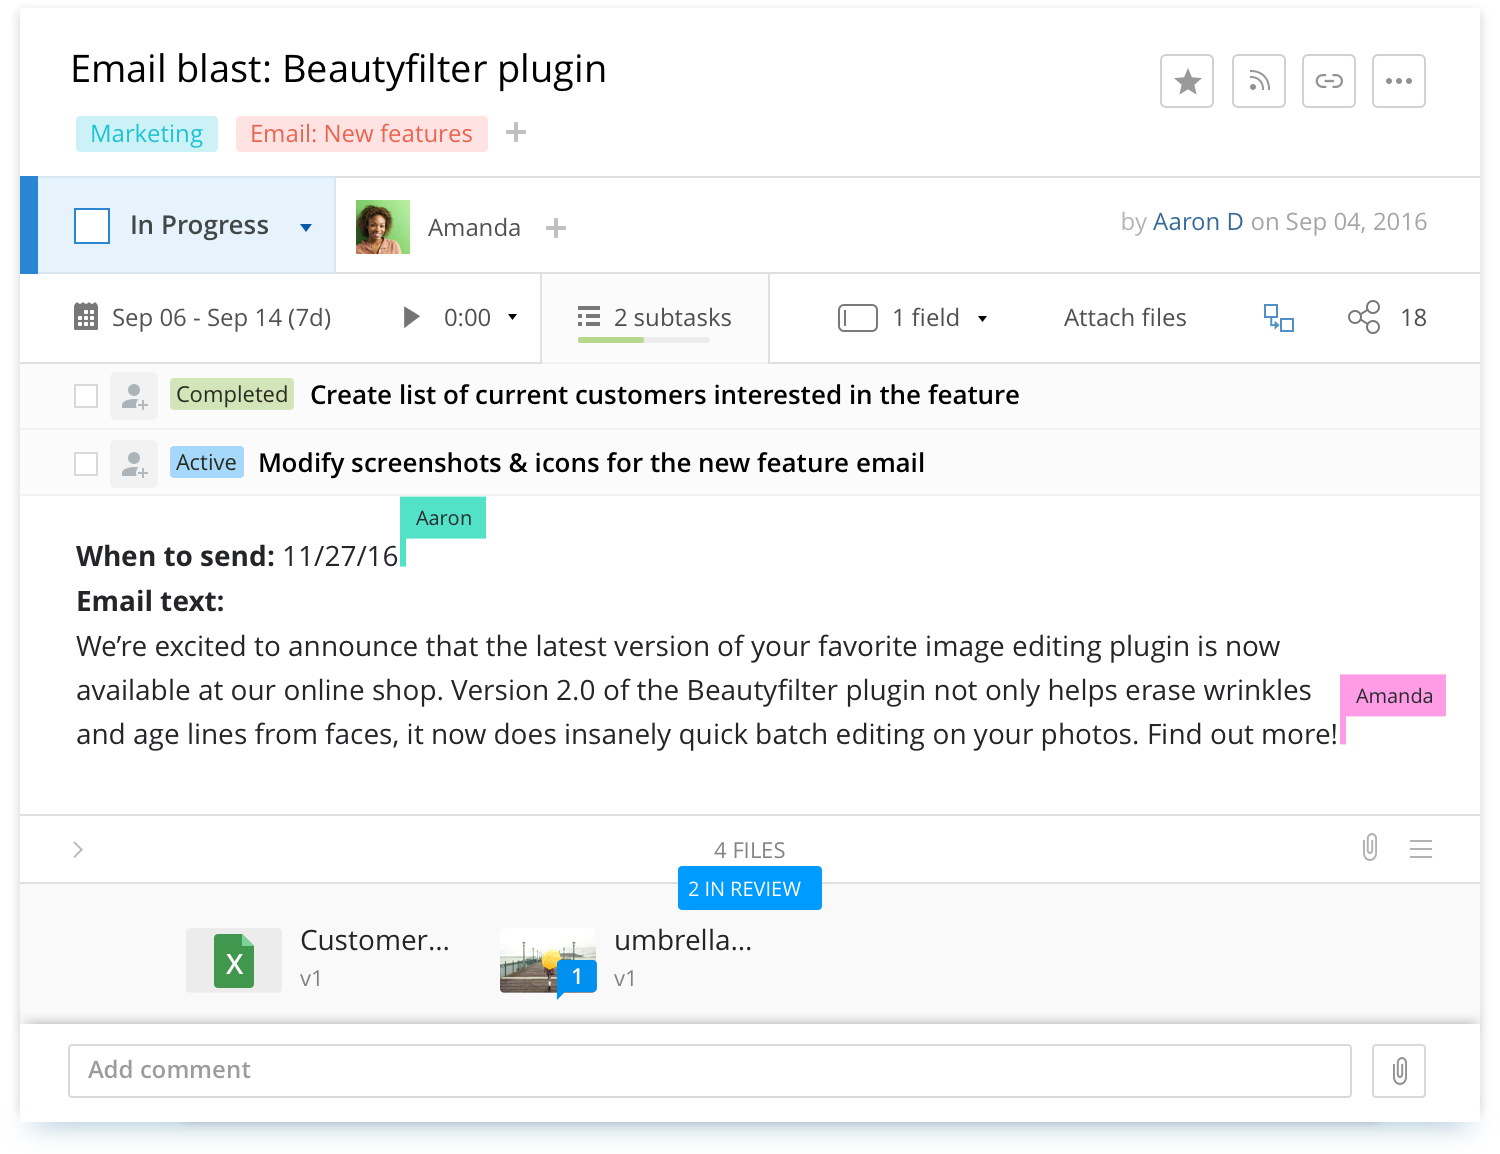 Email blast: Beautyfilter plugin
Marketing Email: New features
In Progress Amanda by Aaron D on Sep 04, 2016
Sep 06 - Sep 14 (7d) 0:00 2 subtasks 1 field Attach files 18
Completed Create list of current customers interested in the feature
Active Modify screenshots & icons for the new feature email
Aaron
When to send: 11/27/16
Email text:
We’re excited to announce that the latest version of your favorite image editing plugin is now
available at our online shop. Version 2.0 of the Beautyfilter plugin not only helps erase wrinkles
Amanda
and age lines from faces, it now does insanely quick batch editing on your photos. Find out more!
4 FILES
2 IN REVIEW
X Customer... umbrella...
v1 1 v1
Add comment